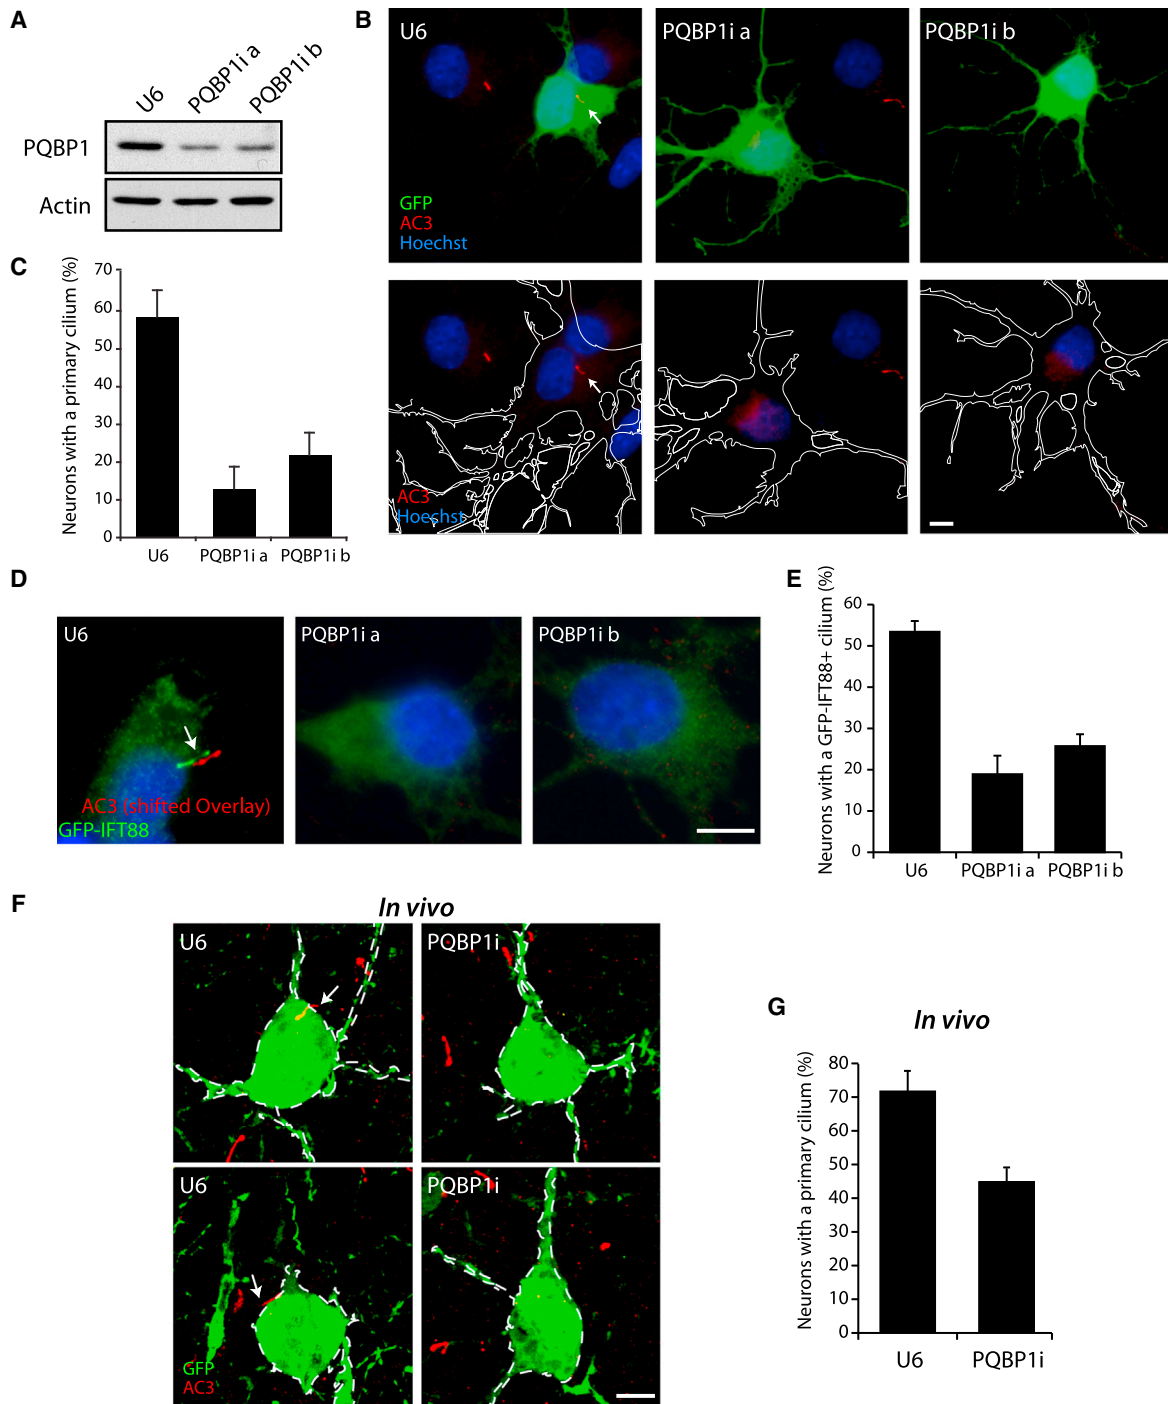 A
U6
PQBP1i a
PQBP1i b
PQBP1
Actin
B
U6
PQBP1i a
PQBP1i b
GFP
AC3
Hoechst
AC3
Hoechst
C
Neurons with a primary cilium (%)
70
60
50
40
30
20
10
0
U6
PQBP1i a
PQBP1i b
D
U6
PQBP1i a
PQBP1i b
AC3 (shifted Overlay)
GFP-IFT88
E
Neurons with a GFP-IFT88+ cilium (%)
60
50
40
30
20
10
0
U6
PQBP1i a
PQBP1i b
F
In vivo
U6
PQBP1i
U6
PQBP1i
GFP
AC3
G
In vivo
Neurons with a primary cilium (%)
80
70
60
50
40
30
20
10
0
U6
PQBP1i